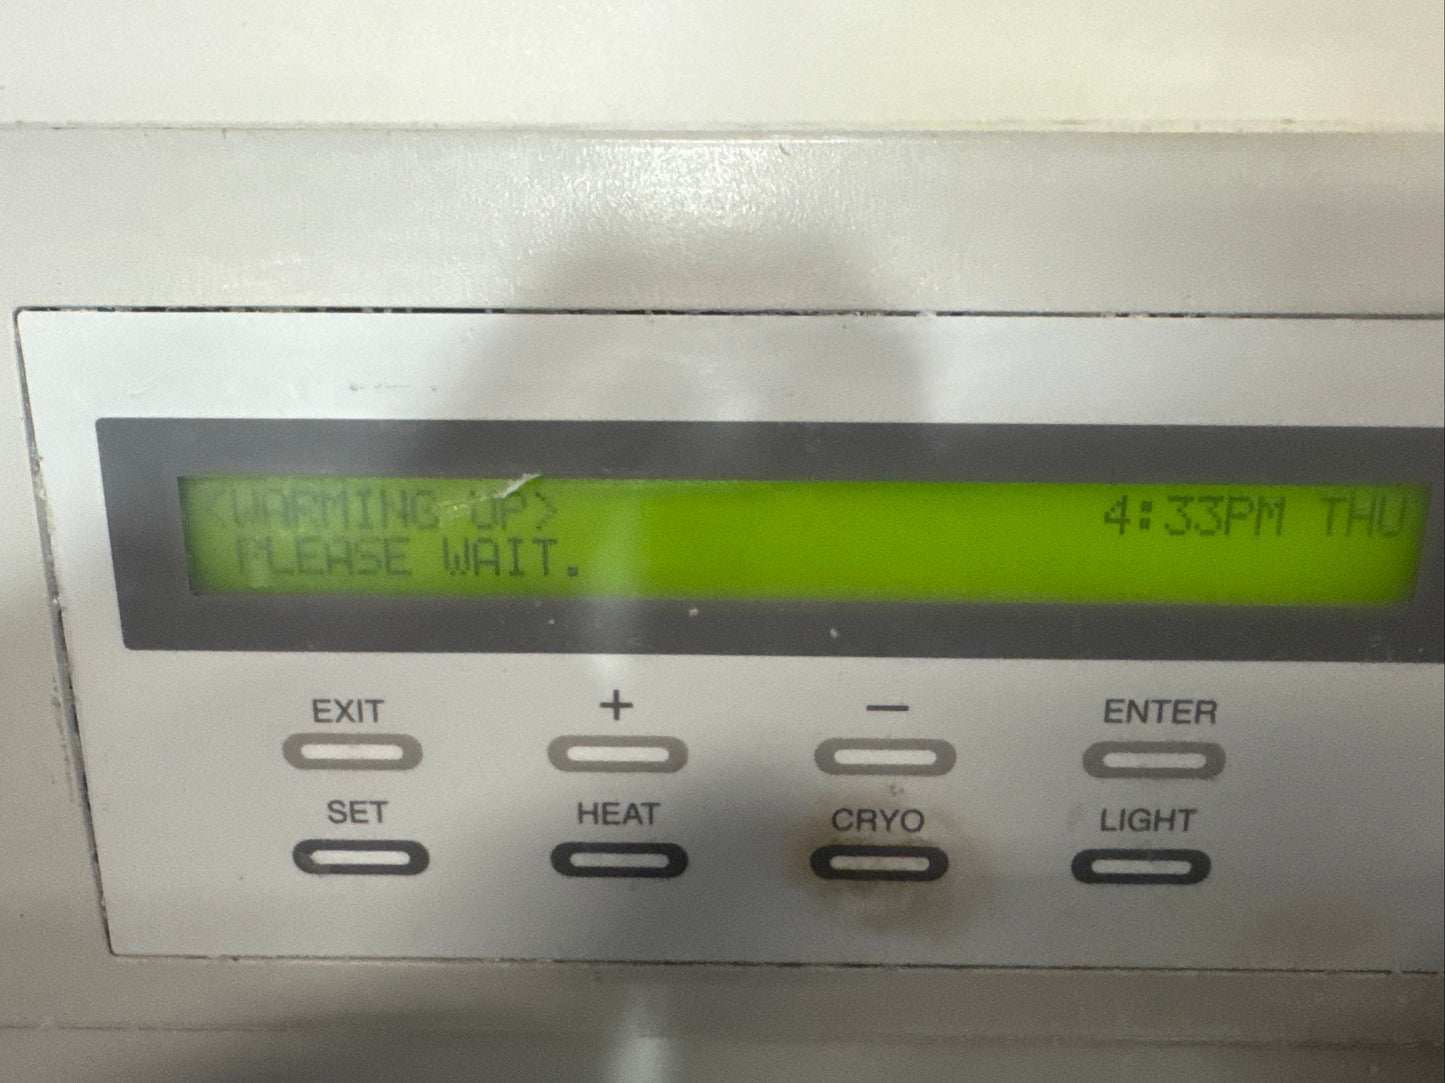 <WARMING UP> 4:33PM THU
PLEASE WAIT.
EXIT + − ENTER
SET HEAT CRYO LIGHT